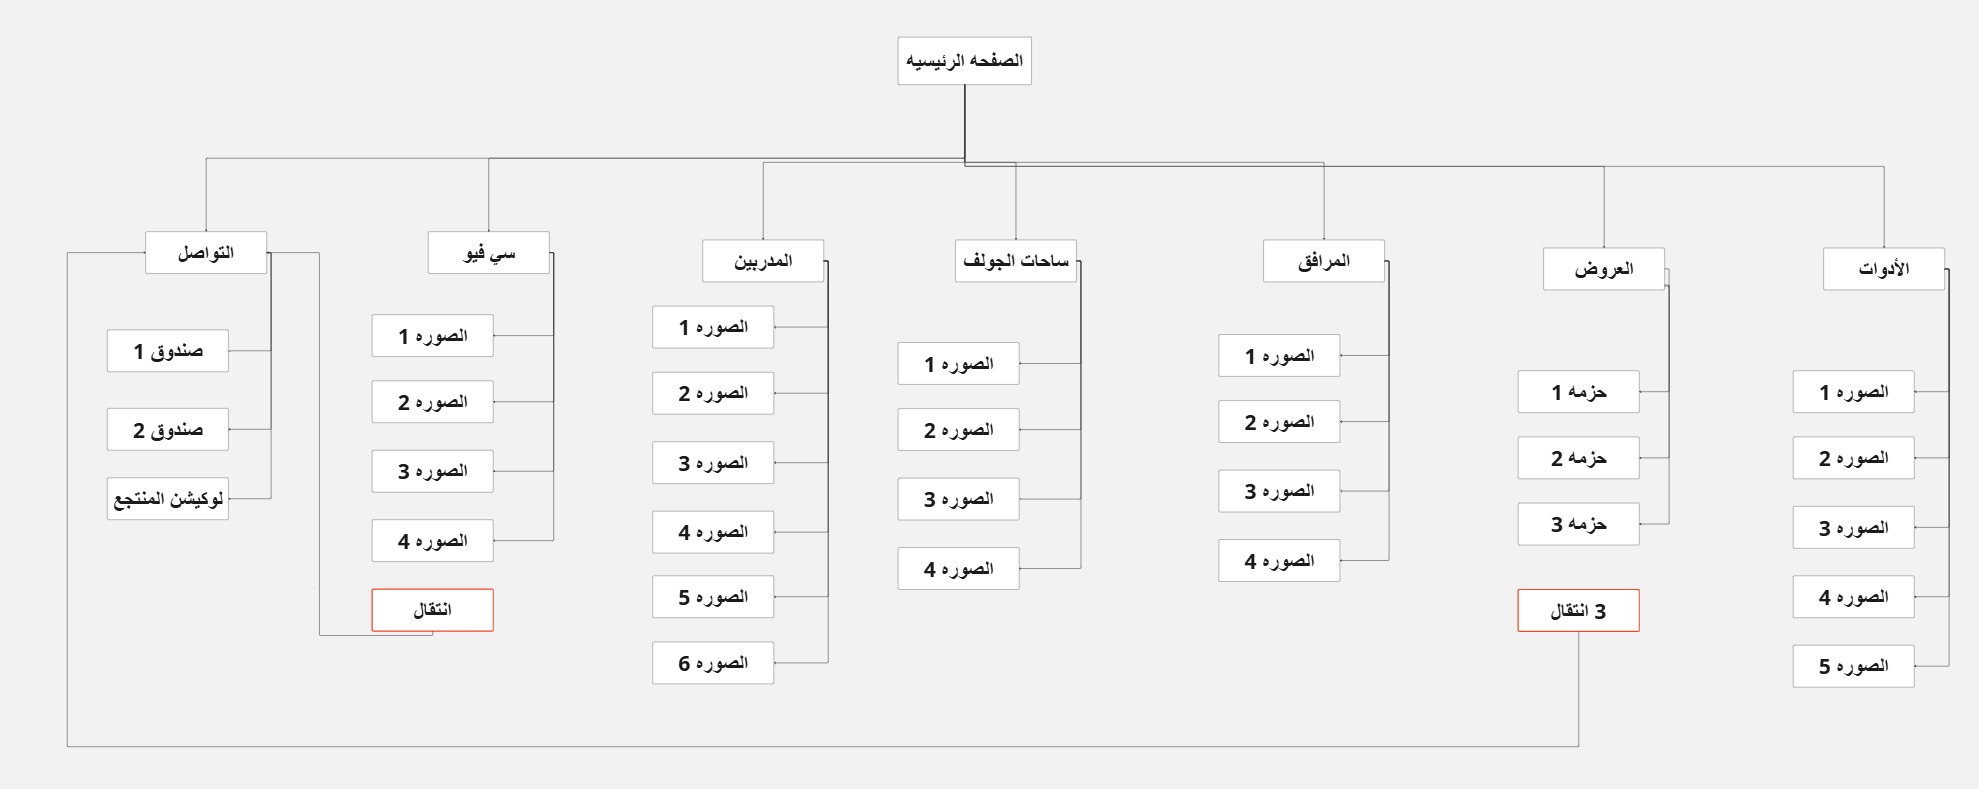 الصفحه الرئيسيه
الأدوات
الصوره 1
الصوره 2
الصوره 3
الصوره 4
الصوره 5
العروض
حزمه 1
حزمه 2
حزمه 3
3 انتقال
المرافق
الصوره 1
الصوره 2
الصوره 3
الصوره 4
ساحات الجولف
الصوره 1
الصوره 2
الصوره 3
الصوره 4
المدربين
الصوره 1
الصوره 2
الصوره 3
الصوره 4
الصوره 5
الصوره 6
سي فيو
الصوره 1
الصوره 2
الصوره 3
الصوره 4
انتقال
التواصل
صندوق 1
صندوق 2
لوكيشن المنتجع